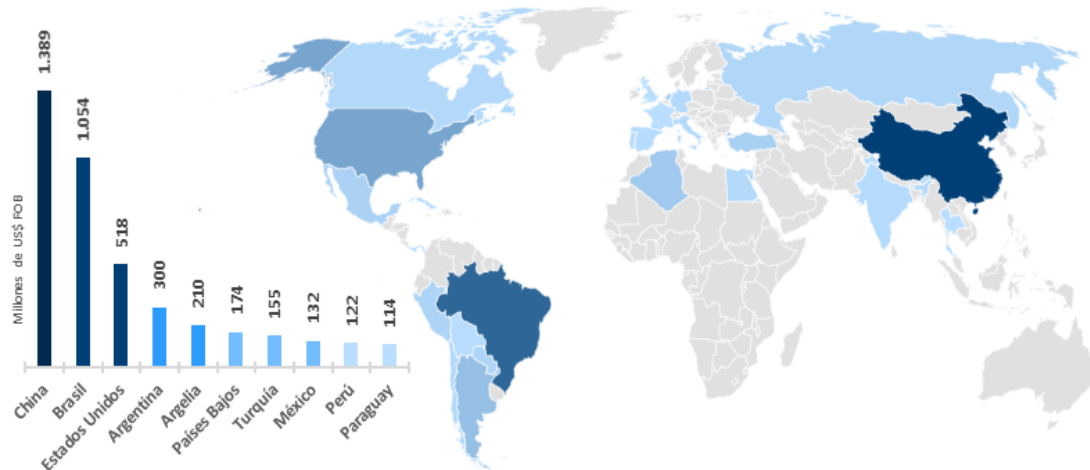 Millones de US$ FOB
1.389
1.054
518
300
210
174
155
132
122
114
China
Brasil
Estados Unidos
Argentina
Argelia
Países Bajos
Turquía
México
Perú
Paraguay